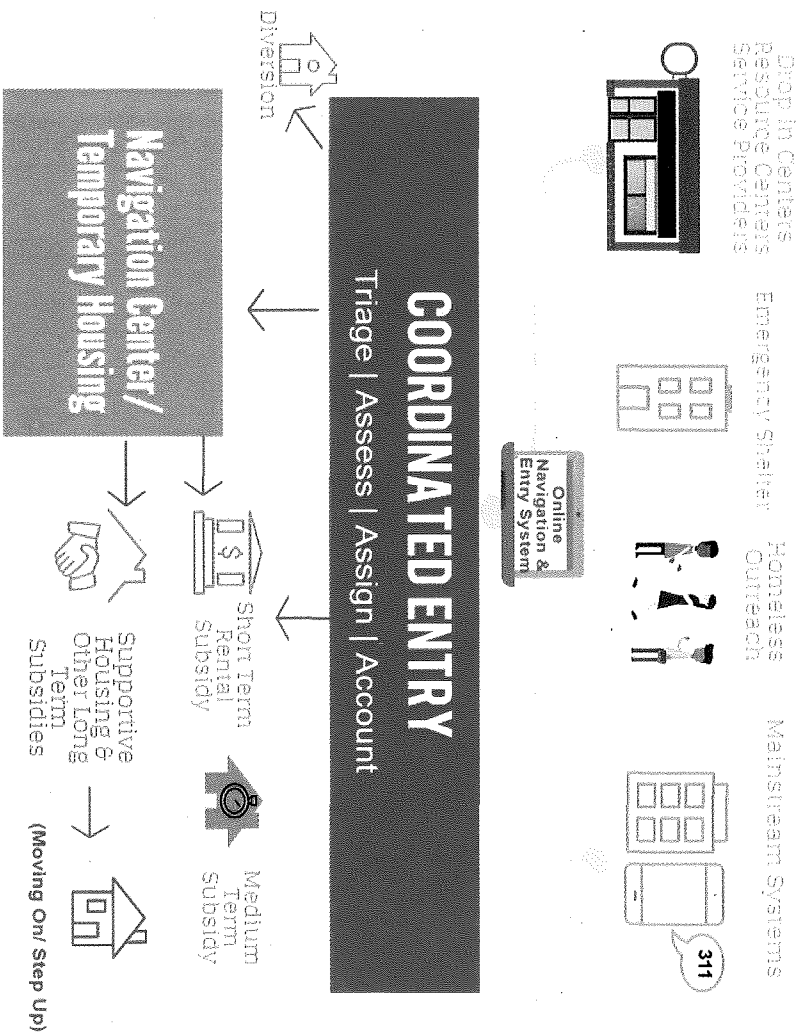 Drop in Centers
Resource Centers
Service Providers
Emergency Shelter
Homeless
Outreach
Mainstream Systems
311
Online
Navigation &
Entry System
COORDINATED ENTRY
Triage | Assess | Assign | Account
Diversion
Navigation Center/
Temporary Housing
$
Short Term
Rental
Subsidy
Medium
Term
Subsidy
Supportive
Housing &
Other Long
Term
Subsidies
(Moving On/ Step Up)